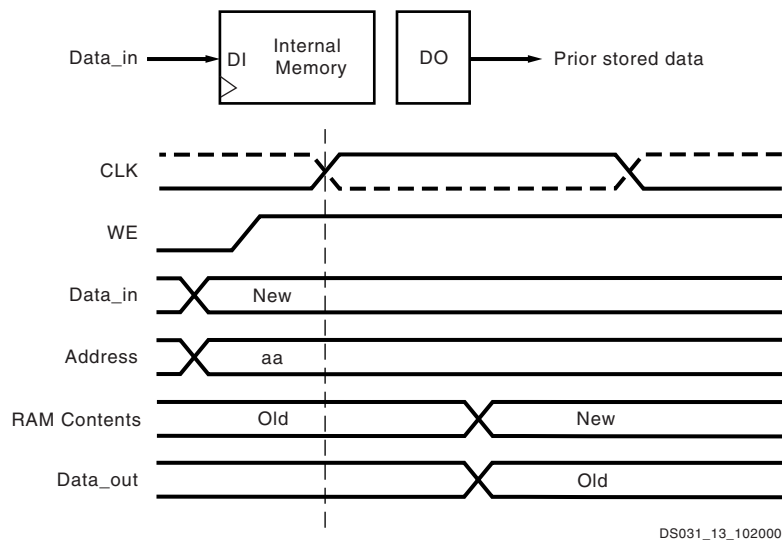 Data_in DI Internal Memory DO Prior stored data
CLK
WE
Data_in New
Address aa
RAM Contents Old New
Data_out Old
DS031_13_102000